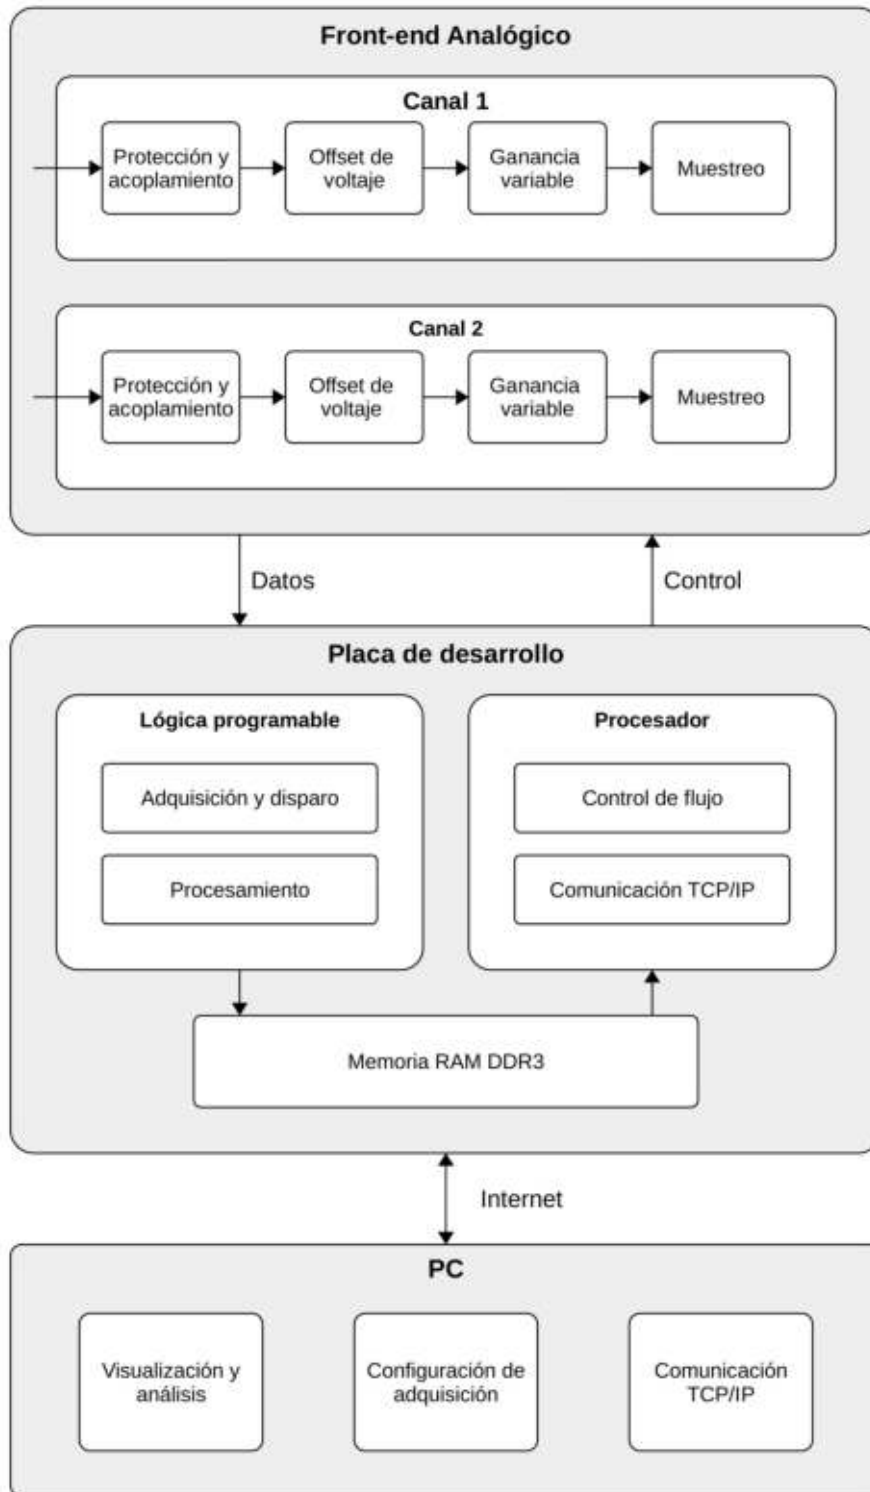 Front-end Analógico
Canal 1
Protección y
acoplamiento
Offset de
voltaje
Ganancia
variable
Muestreo
Canal 2
Protección y
acoplamiento
Offset de
voltaje
Ganancia
variable
Muestreo
Datos
Control
Placa de desarrollo
Lógica programable
Adquisición y disparo
Procesamiento
Procesador
Control de flujo
Comunicación TCP/IP
Memoria RAM DDR3
Internet
PC
Visualización y
análisis
Configuración de
adquisición
Comunicación
TCP/IP